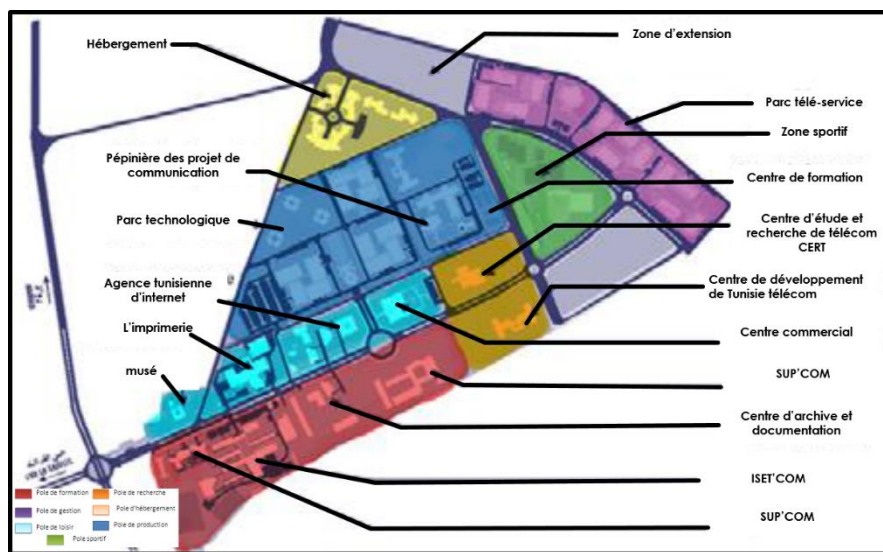 Hébergement
Zone d'extension
Parc télé-service
Zone sportif
Pépinière des projet de
communication
Centre de formation
Parc technologique
Centre d'étude et
recherche de télécom
CERT
Agence tunisienne
d'internet
Centre de développement
de Tunisie télécom
L'imprimerie
Centre commercial
musé
SUP'COM
Centre d'archive et
documentation
ISET'COM
SUP'COM
Pole de formation
Pole de recherche
Pole de gestion
Pole d'hébergement
Pole de loisir
Pole de production
Pole sportif